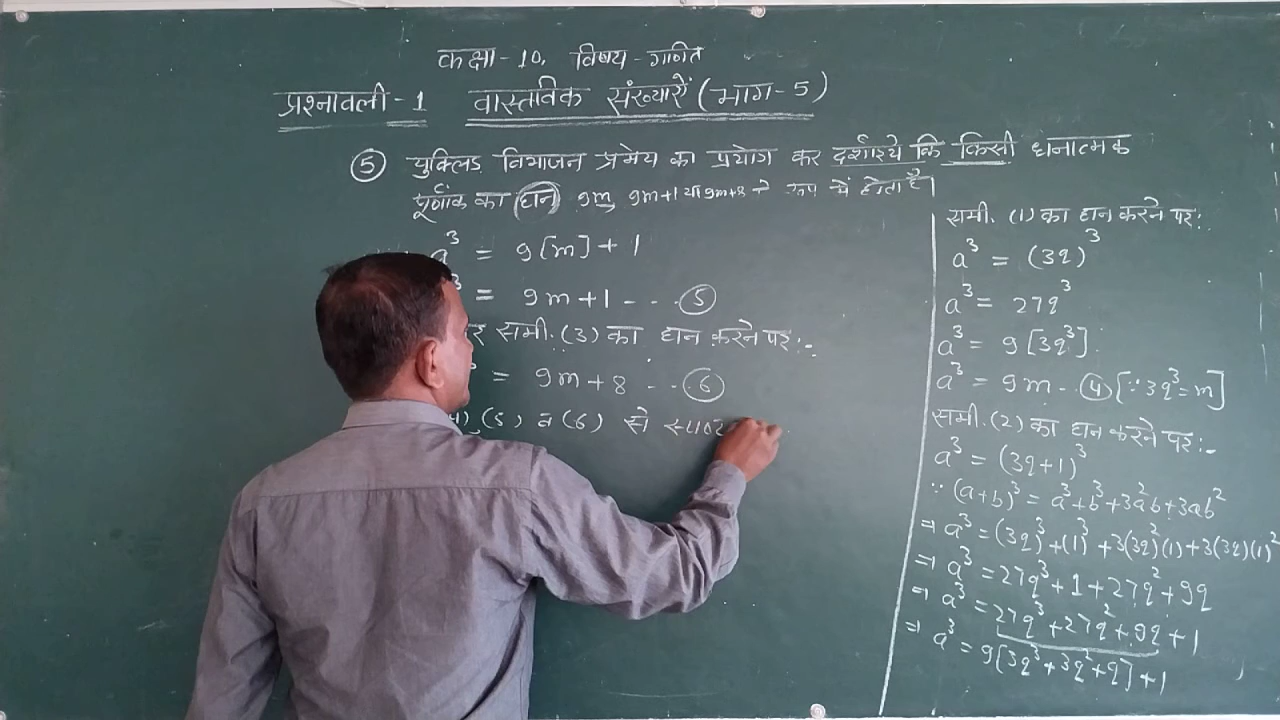 कक्षा-10. विषय-गणित
प्रश्नावली-1 वास्तविक संख्याऐं (भाग-5)
(5) युक्लिड विभाजन प्रमेय का प्रयोग कर दर्शाइये कि किसी धनात्मक
पूर्णांक का घन 9m, 9m+1 या 9m+8 के रूप में होता है
a³ = 9[m]+1
= 9m+1 --- (5)
समी. (3) का घन करने पर:-
= 9m+8 --- (6)
(5) व (6) से स्पष्ट
समी. (1) का घन करने पर:
a³ = (3q)³
a³ = 27q³
a³ = 9[3q³]
a³ = 9m -- (4) [∵ 3q³=m]
समी. (2) का घन करने पर:-
a³ = (3q+1)³
∵ (a+b)³ = a³+b³+3a²b+3ab²
⇒ a³ = (3q)³+(1)³+3(3q)²(1)+3(3q)(1)²
⇒ a³ = 27q³+1+27q²+9q
⇒ a³ = 27q³+27q²+9q+1
⇒ a³ = 9[3q³+3q²+q]+1